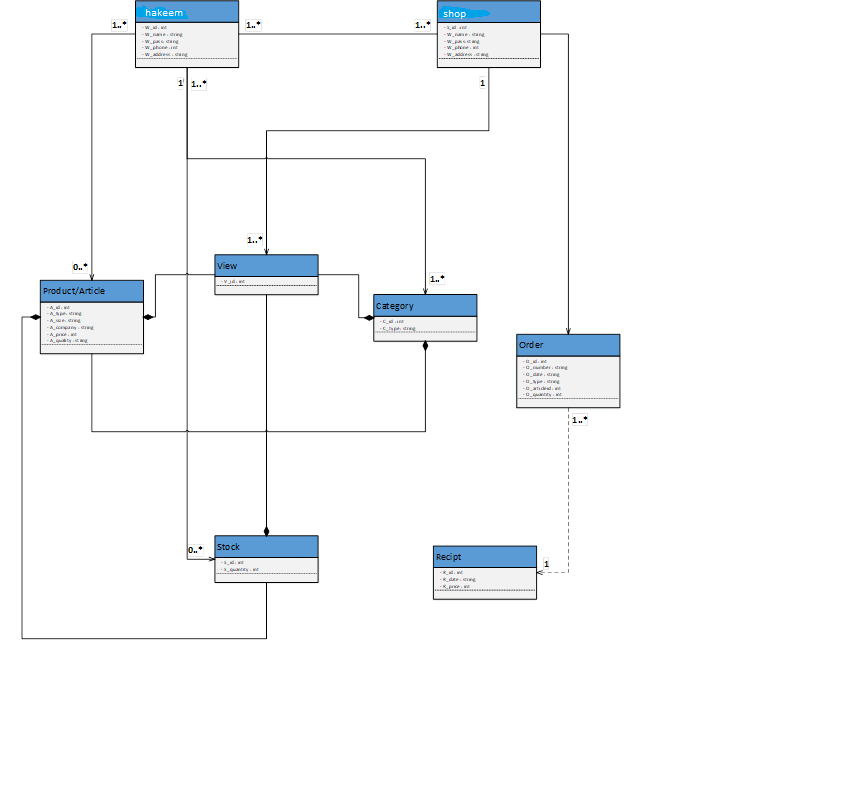 hakeem
- W_id : int
- W_name : string
- W_pass: string
- W_phone : int
- W_address : string
shop
- S_id : int
- W_name : string
- W_pass: string
- W_phone : int
- W_address : string
1..*
1..*
1..*
1
1..*
1
1..*
0..*
1..*
View
- V_id : int
Product/Article
- A_id : int
- A_type: string
- A_size: string
- A_company : string
- A_price : int
- A_quality : string
Category
- C_id : int
- C_type : string
Order
- O_id : int
- O_number : string
- O_date : string
- O_type : string
- O_articleid : int
- O_quantity : int
1..*
0..*
Stock
- S_id : int
- S_quantity : int
Recipt
- R_id : int
- R_date : string
- R_price : int
1